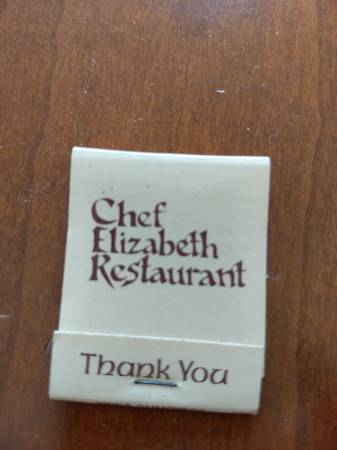 Chef
Elizabeth
Restaurant
Thank You